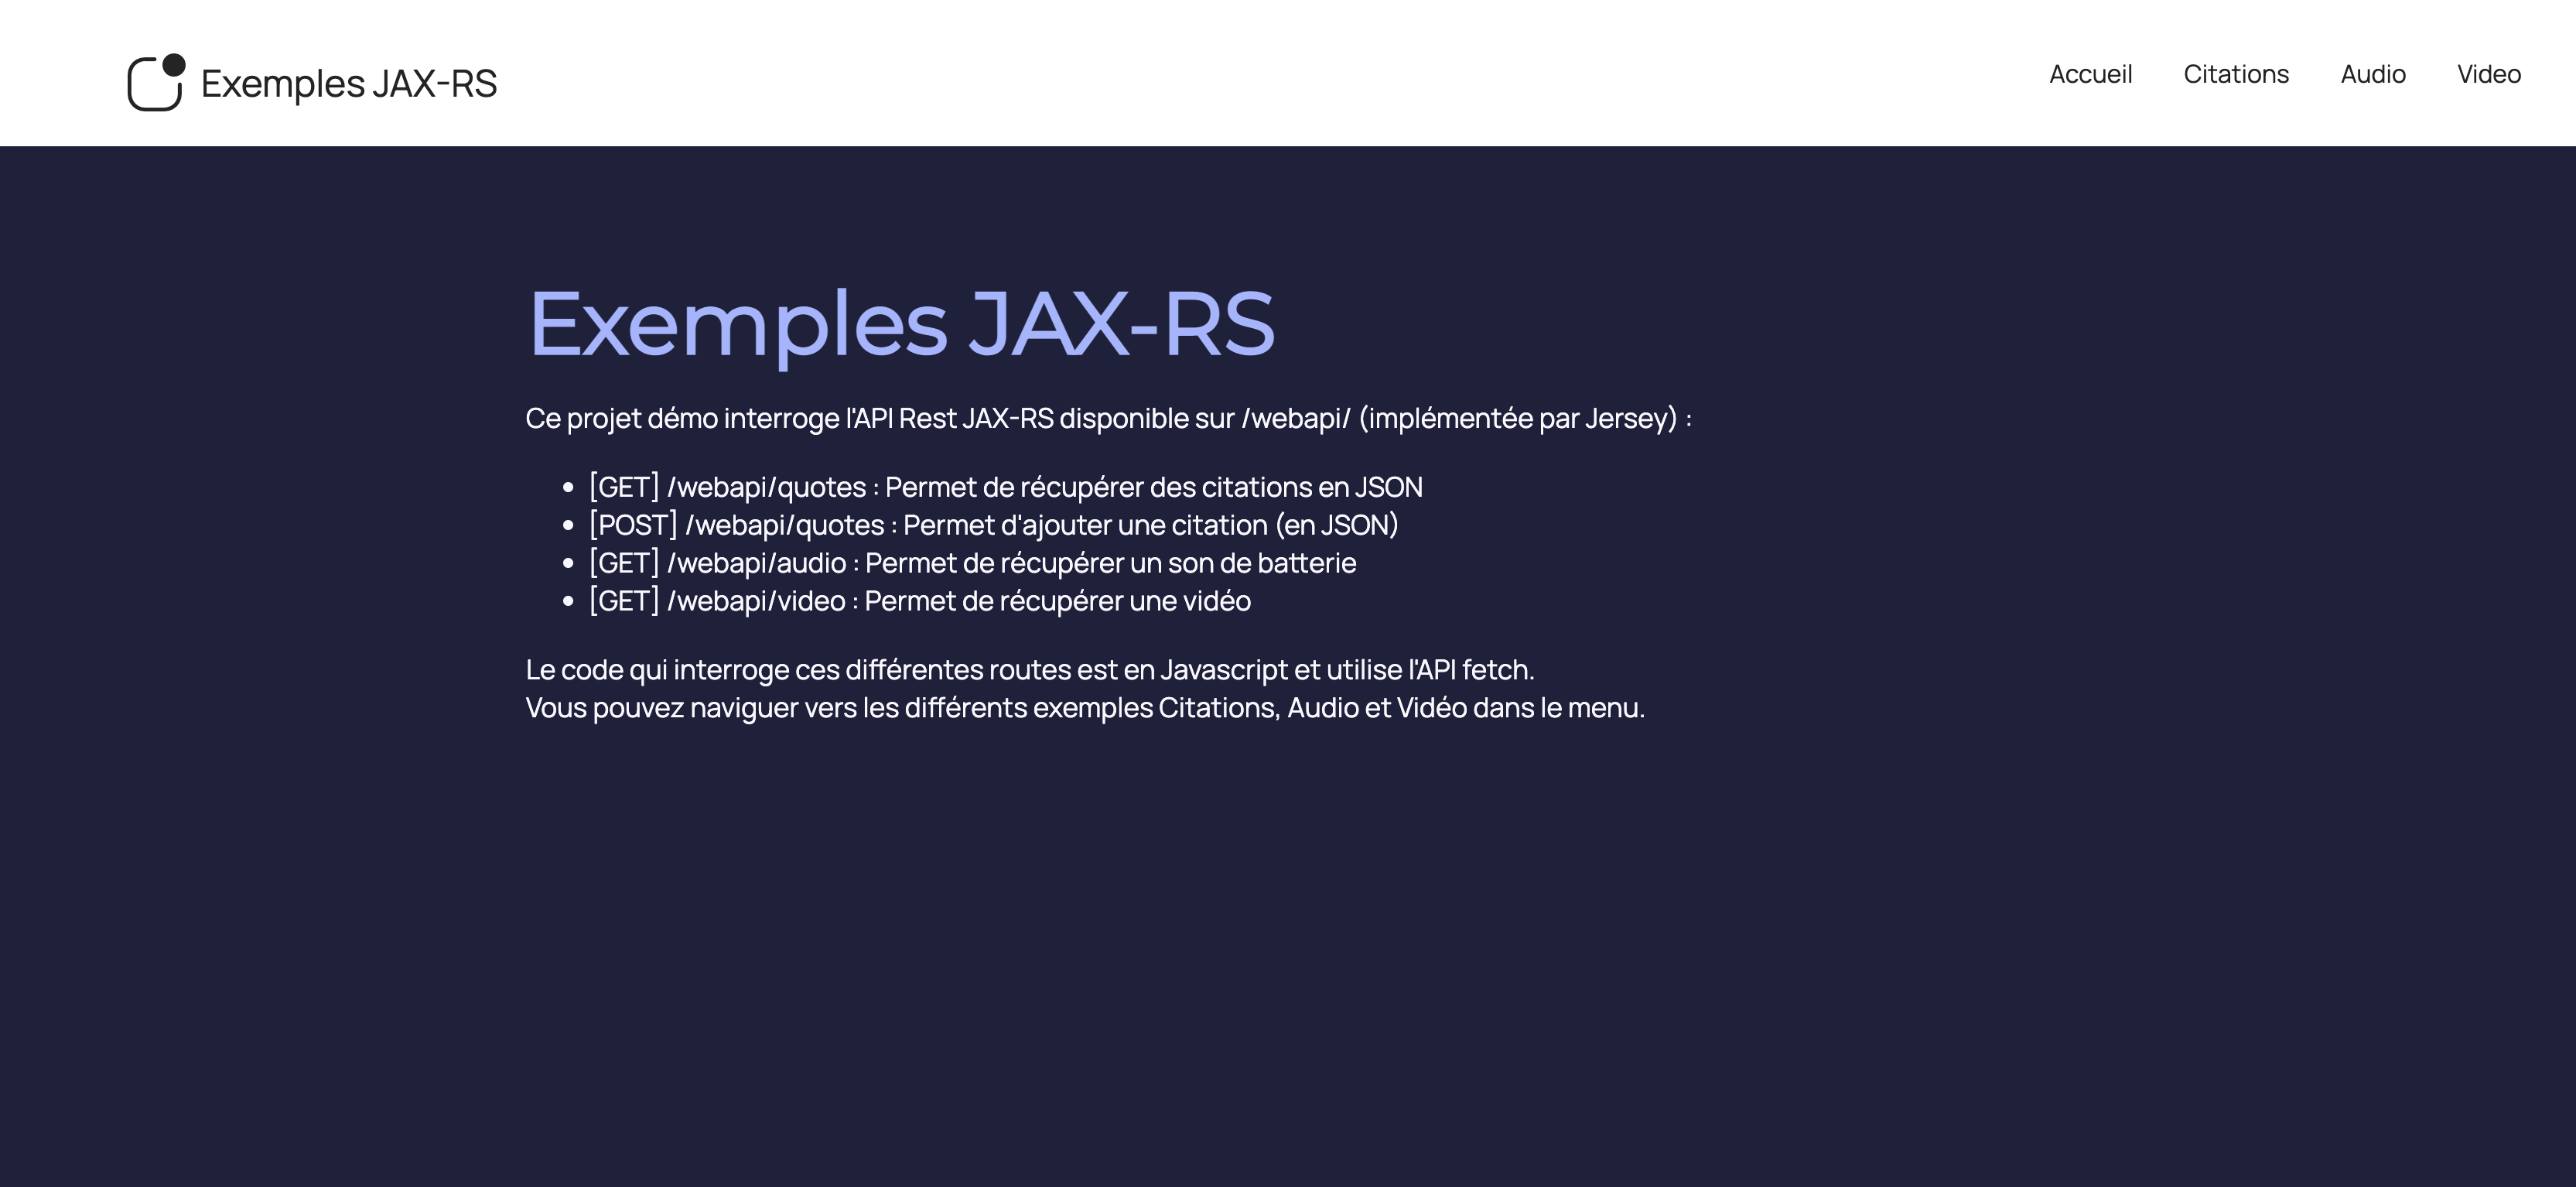 Exemples JAX-RS
Accueil Citations Audio Video
Exemples JAX-RS
Ce projet démo interroge l'API Rest JAX-RS disponible sur /webapi/ (implémentée par Jersey) :
[GET] /webapi/quotes : Permet de récupérer des citations en JSON
[POST] /webapi/quotes : Permet d'ajouter une citation (en JSON)
[GET] /webapi/audio : Permet de récupérer un son de batterie
[GET] /webapi/video : Permet de récupérer une vidéo
Le code qui interroge ces différentes routes est en Javascript et utilise l'API fetch.
Vous pouvez naviguer vers les différents exemples Citations, Audio et Vidéo dans le menu.